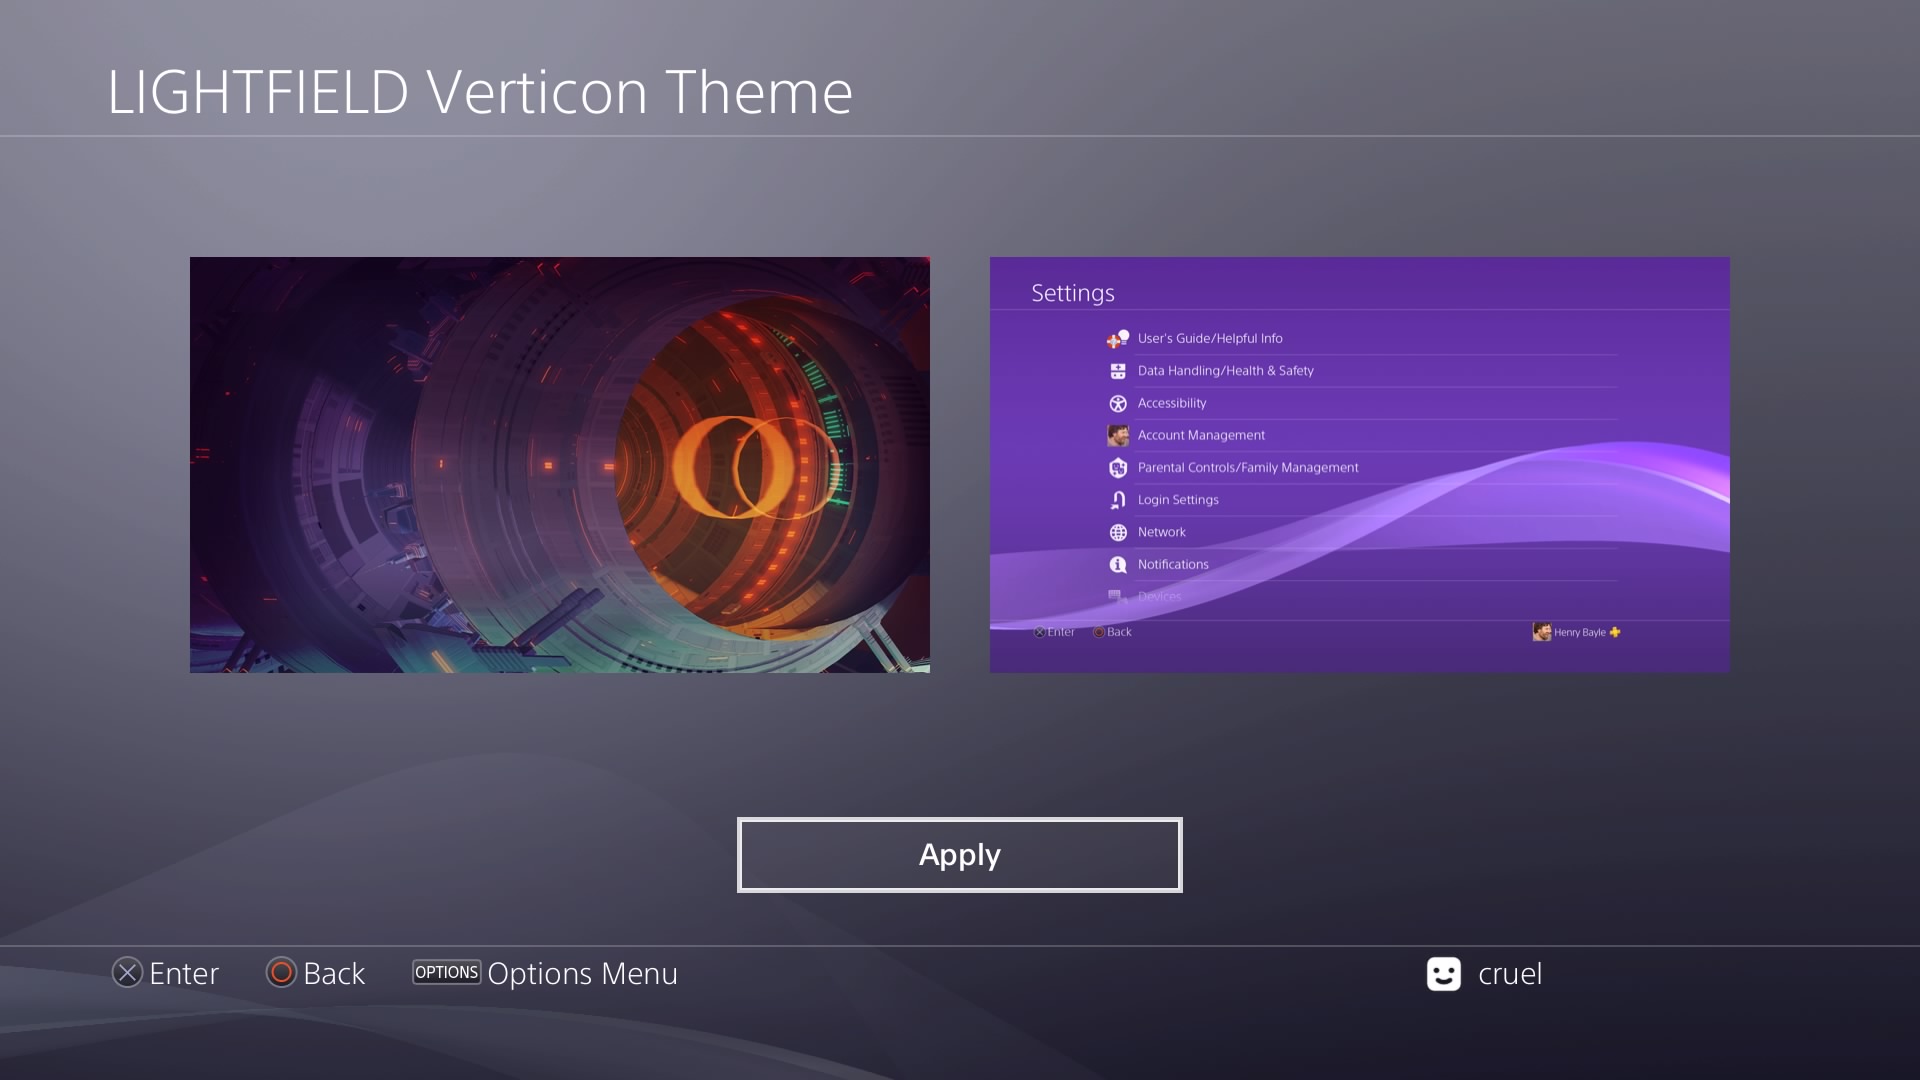 LIGHTFIELD Verticon Theme
Settings
User's Guide/Helpful Info
Data Handling/Health & Safety
Accessibility
Account Management
Parental Controls/Family Management
Login Settings
Network
Notifications
Devices
Enter Back Henry Bayle
Apply
Enter Back OPTIONS Options Menu cruel